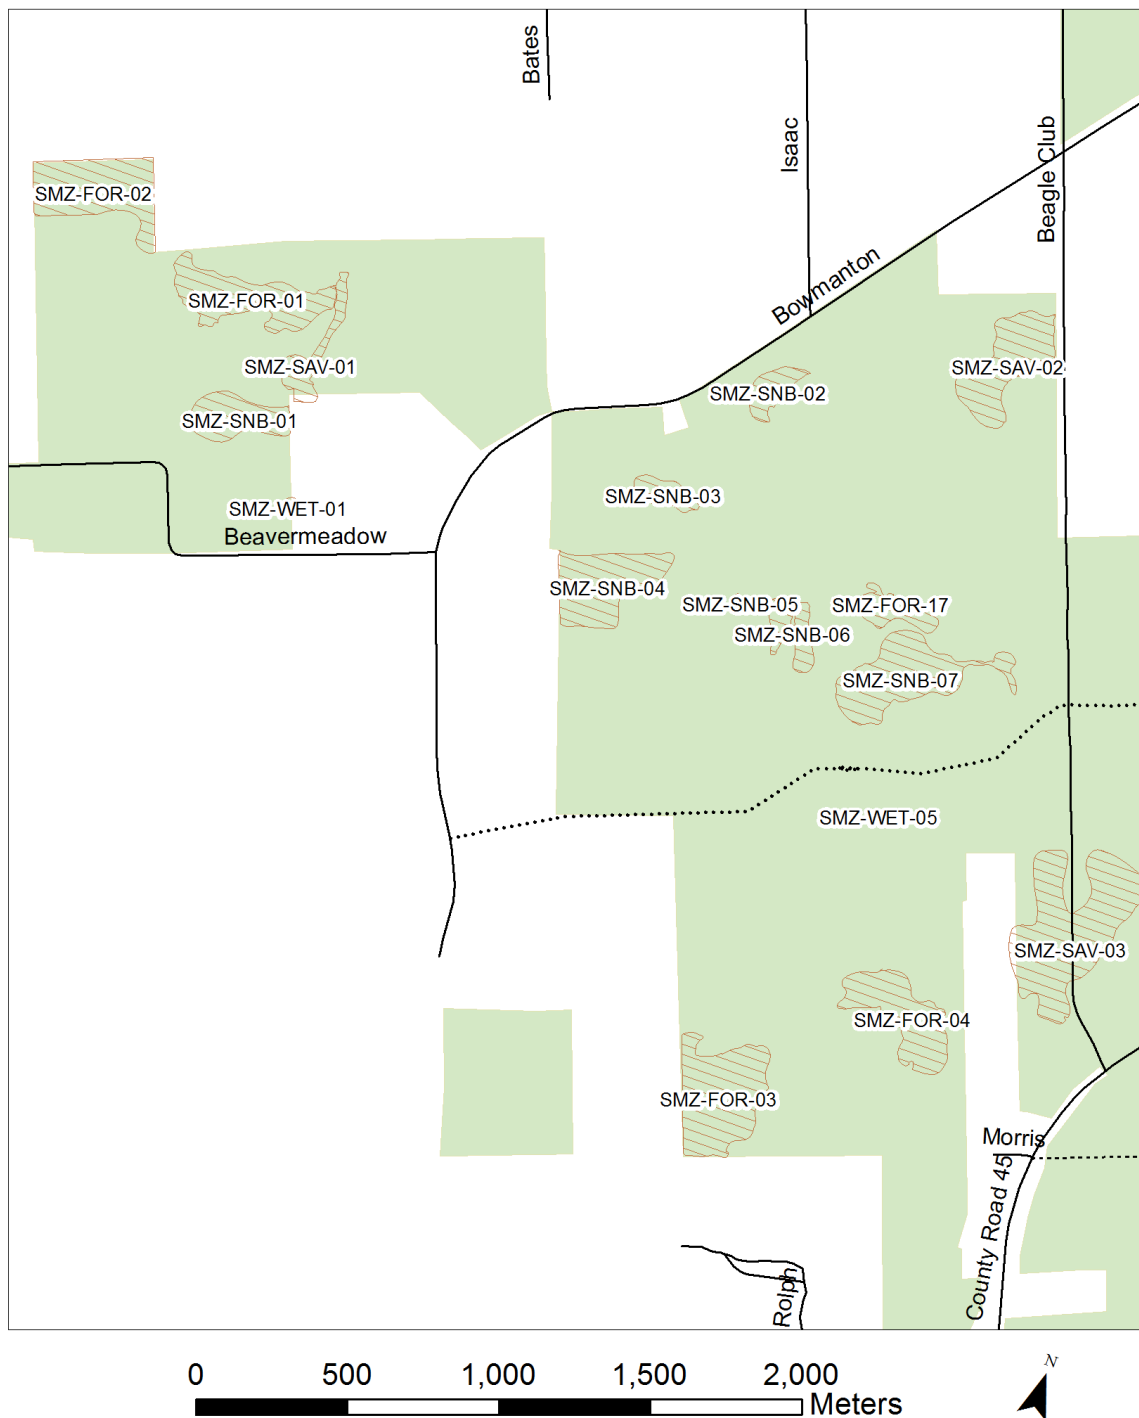 Bates
Isaac
Beagle Club
SMZ-FOR-02
Bowmanton
SMZ-FOR-01
SMZ-SAV-01
SMZ-SAV-02
SMZ-SNB-02
SMZ-SNB-01
SMZ-SNB-03
SMZ-WET-01
Beavermeadow
SMZ-SNB-04
SMZ-SNB-05
SMZ-FOR-17
SMZ-SNB-06
SMZ-SNB-07
SMZ-WET-05
SMZ-SAV-03
SMZ-FOR-04
SMZ-FOR-03
Morris
County Road 45
Rolph
N
0 500 1,000 1,500 2,000
Meters